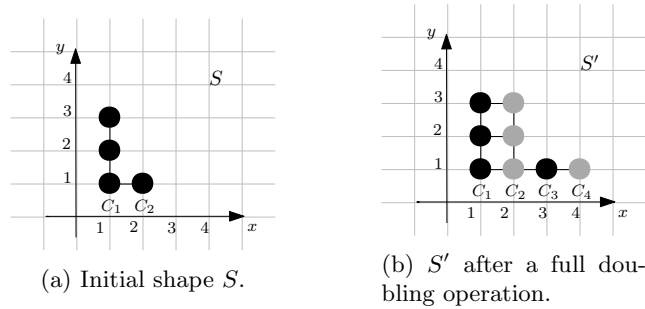 y
S
4
3
2
1
C₁ C₂
1 2 3 4 x
(a) Initial shape S.
y
S′
4
3
2
1
C₁ C₂ C₃ C₄
1 2 3 4 x
(b) S′ after a full dou-
bling operation.